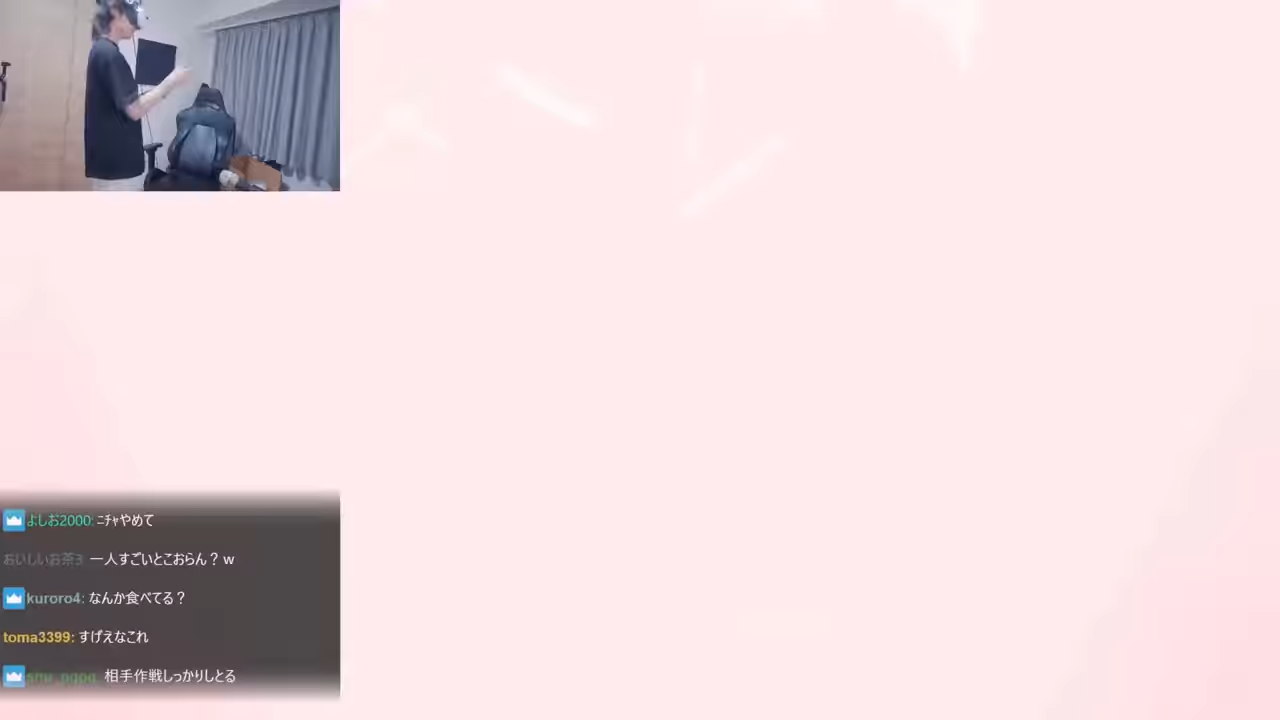 よしお2000: ﾆﾁｬやめて
おいしいお茶3: 一人すごいとこおらん？ｗ
kuroro4: なんか食べてる？
toma3399: すげえなこれ
smr_pqpq: 相手作戦しっかりしとる